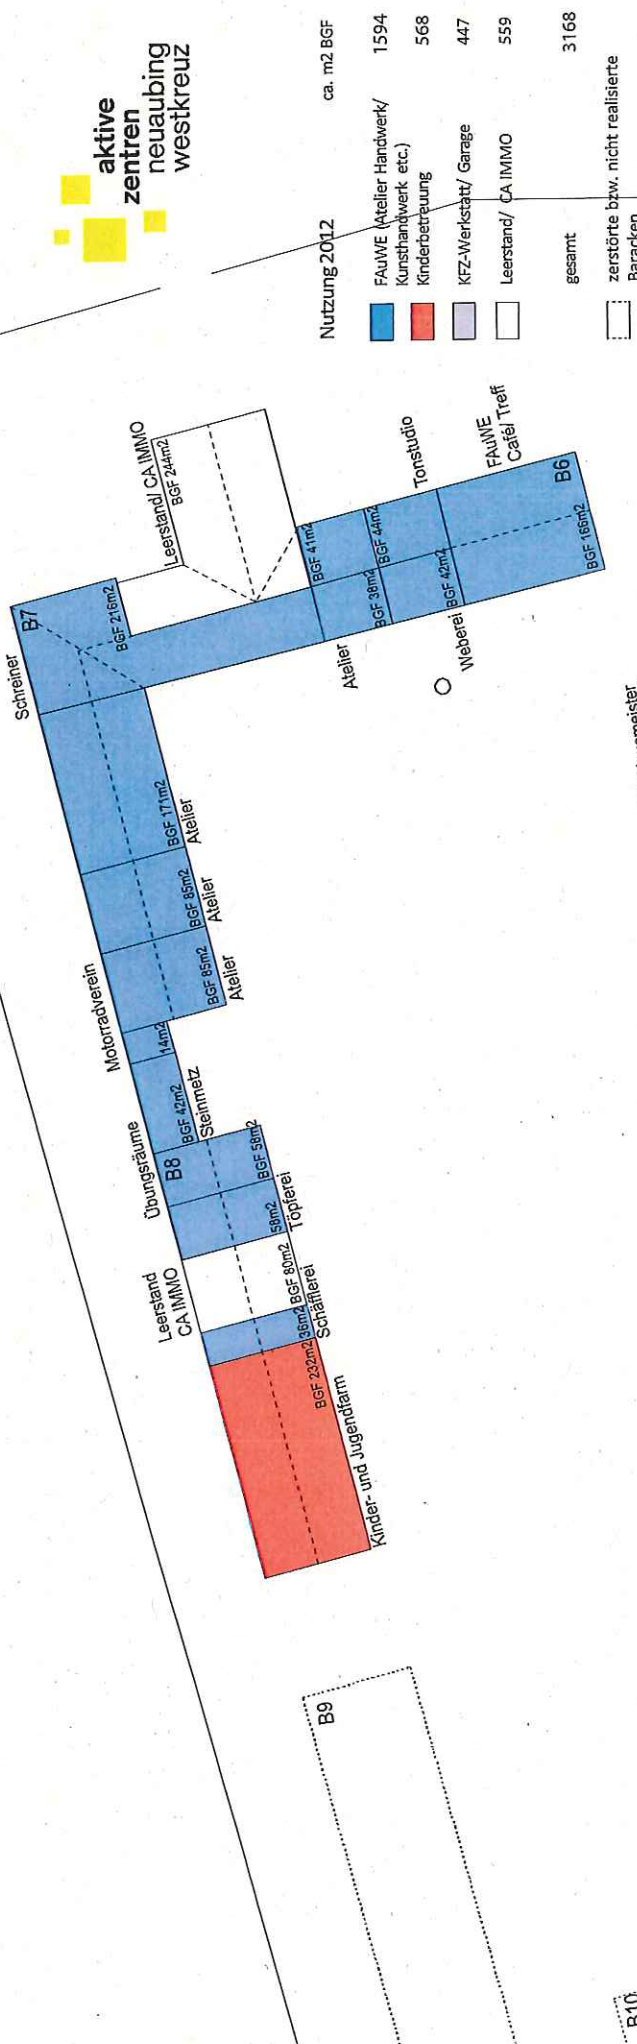 aktive
zentren
neuaubing
westkreuz
Nutzung 2012 ca. m2 BGF
FAuWE (Atelier Handwerk/ 1594
Kunsthandwerk etc.)
Kinderbetreuung 568
KFZ-Werkstatt/ Garage 447
Leerstand/ CA IMMO 559
gesamt 3168
zerstörte bzw. nicht realisierte
Baracken
Schreiner
B7
BGF 216m2
Leerstand/ CA IMMO
BGF 244m2
BGF 41m2
BGF 44m2
Tonstudio
FAuWE
Café/ Treff
B6
BGF 166m2
BGF 38m2
BGF 42m2
Atelier
Weberei
BGF 171m2
Atelier
BGF 85m2
Atelier
BGF 85m2
Atelier
Motorradverein
14m2
BGF 42m2
Steinmetz
Übungsräume
B8
BGF 58m2
58m2
Töpferei
Leerstand
CA IMMO
BGF 80m2
36m2
Schäfflerei
BGF 232m2
Kinder- und Jugendfarm
B9
B10